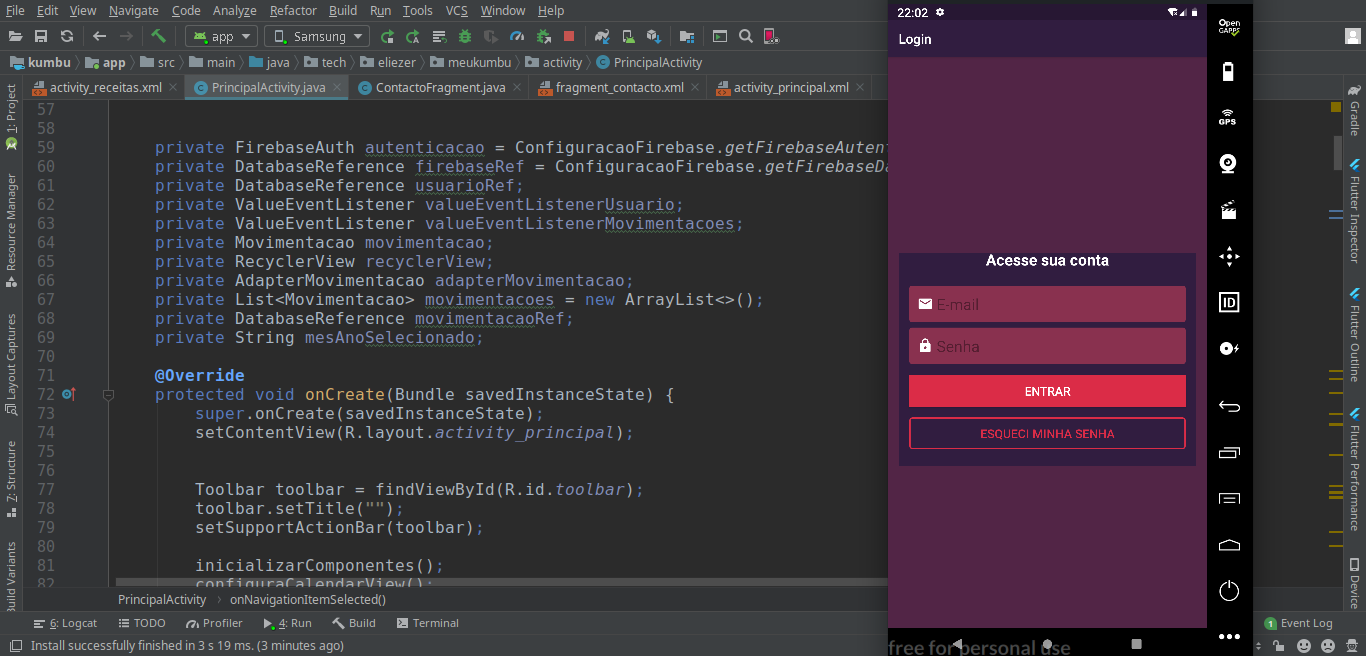 File Edit View Navigate Code Analyze Refactor Build Run Tools VCS Window Help
app Samsung
kumbu app src main java tech eliezer meukumbu activity PrincipalActivity
activity_receitas.xml PrincipalActivity.java ContactoFragment.java fragment_contacto.xml activity_principal.xml
1: Project
Resource Manager
Layout Captures
7: Structure
Build Variants
57
58
59 private FirebaseAuth autenticacao = ConfiguracaoFirebase.getFirebaseAuten
60 private DatabaseReference firebaseRef = ConfiguracaoFirebase.getFirebaseDa
61 private DatabaseReference usuarioRef;
62 private ValueEventListener valueEventListenerUsuario;
63 private ValueEventListener valueEventListenerMovimentacoes;
64 private Movimentacao movimentacao;
65 private RecyclerView recyclerView;
66 private AdapterMovimentacao adapterMovimentacao;
67 private List<Movimentacao> movimentacoes = new ArrayList<>();
68 private DatabaseReference movimentacaoRef;
69 private String mesAnoSelecionado;
70
71 @Override
72 protected void onCreate(Bundle savedInstanceState) {
73 super.onCreate(savedInstanceState);
74 setContentView(R.layout.activity_principal);
75
76
77 Toolbar toolbar = findViewById(R.id.toolbar);
78 toolbar.setTitle("");
79 setSupportActionBar(toolbar);
80
81 inicializarComponentes();
82 configuraCalendarView();
PrincipalActivity onNavigationItemSelected()
6: Logcat TODO Profiler 4: Run Build Terminal
Install successfully finished in 3 s 19 ms. (3 minutes ago)
22:02
Login
Acesse sua conta
E-mail
Senha
ENTRAR
ESQUECI MINHA SENHA
free for personal use
Open
GAPPS
GPS
ID
Gradle
Flutter Inspector
Flutter Outline
Flutter Performance
Device
1 Event Log